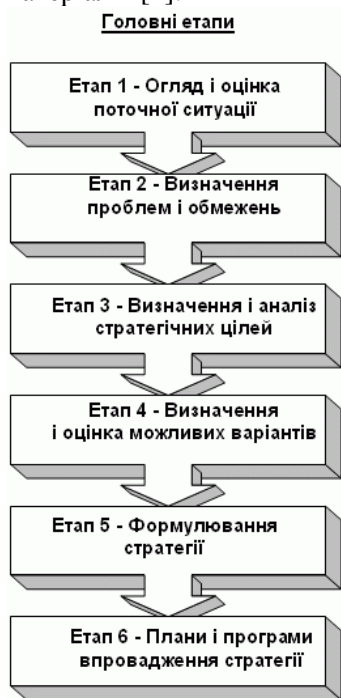 Головні етапи
Етап 1 - Огляд і оцінка
поточної ситуації
Етап 2 - Визначення
проблем і обмежень
Етап 3 - Визначення і аналіз
стратегічних цілей
Етап 4 - Визначення
і оцінка можливих варіантів
Етап 5 - Формулювання
стратегії
Етап 6 - Плани і програми
впровадження стратегії